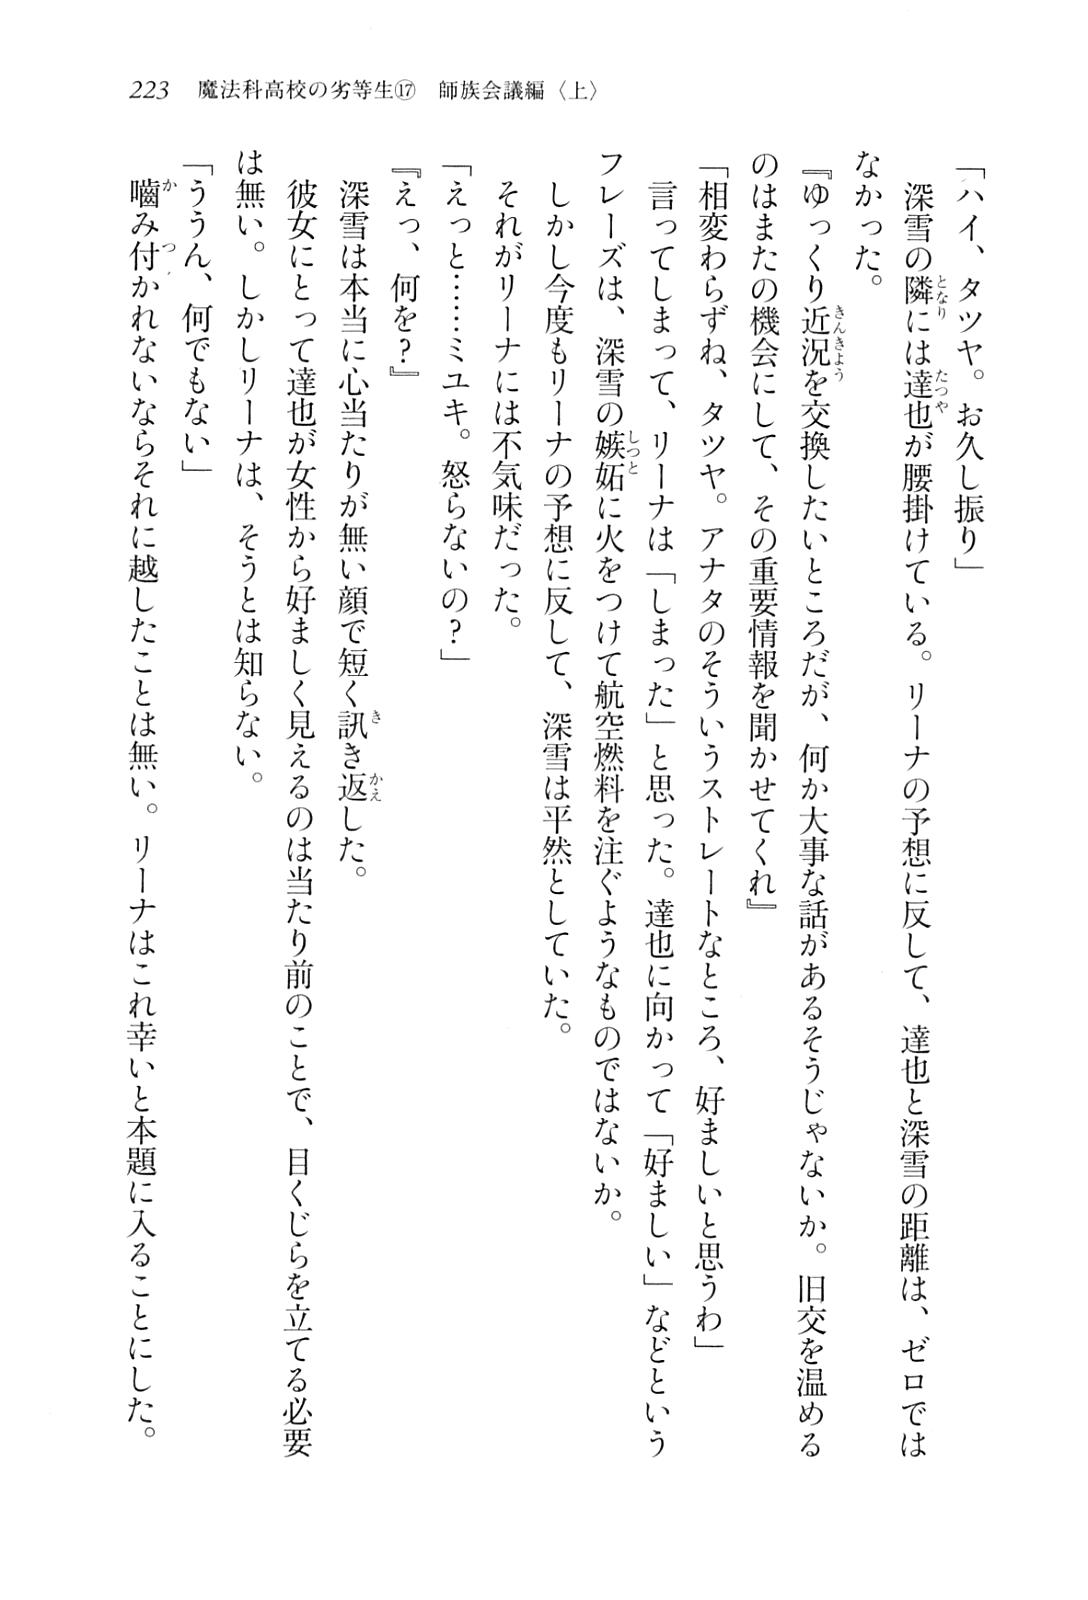 223　魔法科高校の劣等生⑰　師族会議編〈上〉
「ハイ、タツヤ。お久し振り」
　深雪の隣には達也が腰掛けている。リーナの予想に反して、達也と深雪の距離は、ゼロでは
なかった。
『ゆっくり近況を交換したいところだが、何か大事な話があるそうじゃないか。旧交を温める
のはまたの機会にして、その重要情報を聞かせてくれ』
「相変わらずね、タツヤ。アナタのそういうストレートなところ、好ましいと思うわ」
　言ってしまって、リーナは「しまった」と思った。達也に向かって「好ましい」などという
フレーズは、深雪の嫉妬に火をつけて航空燃料を注ぐようなものではないか。
　しかし今度もリーナの予想に反して、深雪は平然としていた。
　それがリーナには不気味だった。
「えっと……ミユキ。怒らないの？」
『えっ、何を？』
　深雪は本当に心当たりが無い顔で短く訊き返した。
　彼女にとって達也が女性から好ましく見えるのは当たり前のことで、目くじらを立てる必要
は無い。しかしリーナは、そうとは知らない。
「ううん、何でもない」
　嚙み付かれないならそれに越したことは無い。リーナはこれ幸いと本題に入ることにした。